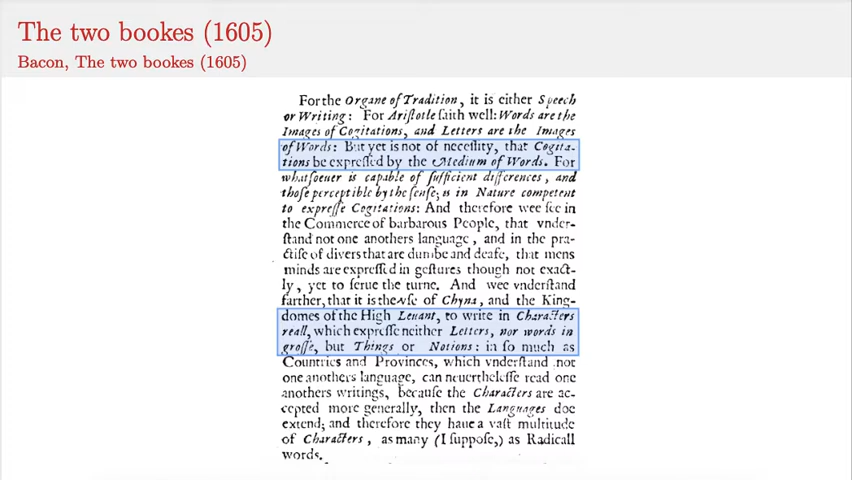 The two bookes (1605)
Bacon, The two bookes (1605)
For the Organe of Tradition, it is either Speech
or Writing: For Ariſtotle ſaith well: Words are the
Images of Cogitations, and Letters are the Images
of Words: But yet is not of neceſſity, that Cogita-
tions be expreſſed by the Medium of Words. For
whatſoeuer is capable of ſufficient differences, and
thoſe perceptible by the ſenſe; is in Nature competent
to expreſſe Cogitations: And therefore wee ſee in
the Commerce of barbarous People, that vnder-
ſtand not one anothers language, and in the pra-
ctiſe of divers that are dumbe and deafe, that mens
minds are expreſſed in geſtures though not exact-
ly, yet to ſerue the turne. And wee vnderſtand
farther, that it is the vſe of Chyna, and the King-
domes of the High Leuant, to write in Characters
reall, which expreſſe neither Letters, nor words in
groſſe, but Things or Notions: in ſo much as
Countries and Provinces, which vnderſtand not
one anothers language, can neuertheleſſe read one
anothers writings, becauſe the Characters are ac-
cepted more generally, then the Languages doe
extend; and therefore they haue a vaſt multitude
of Characters, as many (I ſuppoſe,) as Radicall
words.